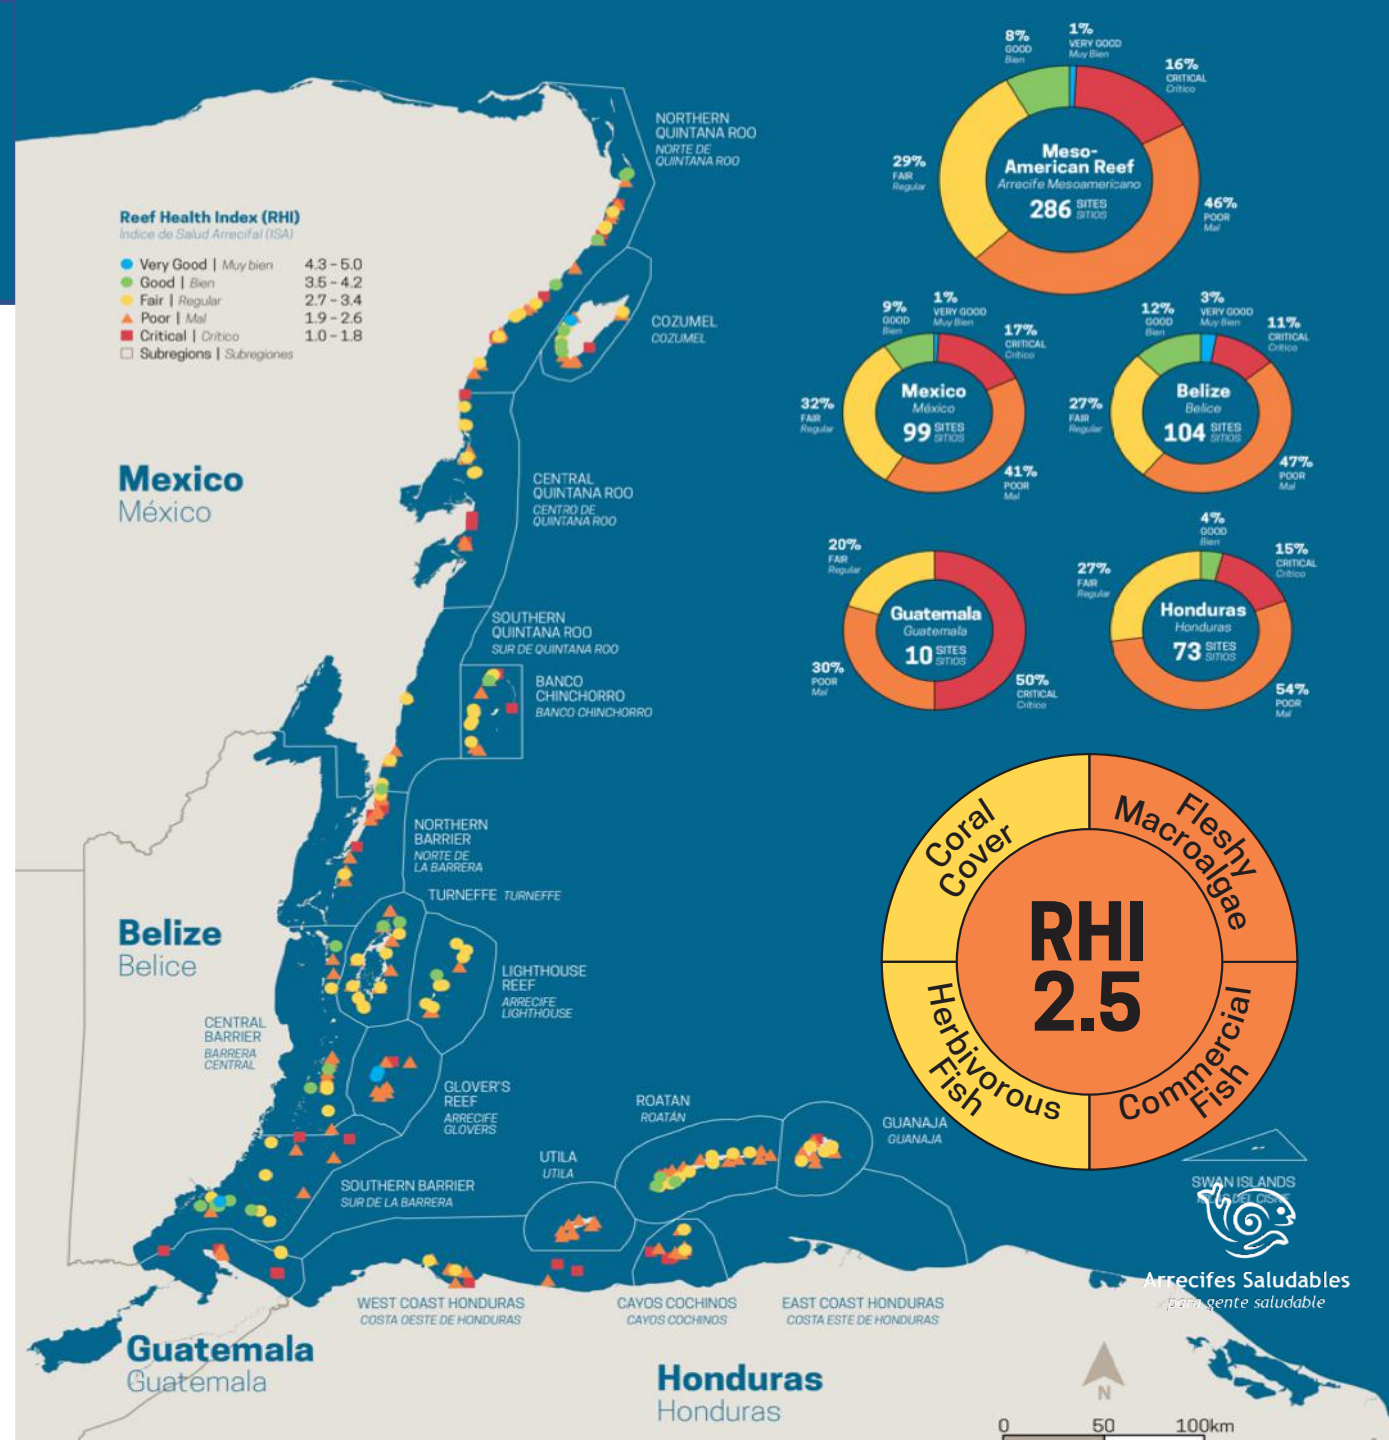 Reef Health Index (RHI)
Índice de Salud Arrecifal (ISA)
Very Good | Muy bien 4.3 – 5.0
Good | Bien 3.5 – 4.2
Fair | Regular 2.7 – 3.4
Poor | Mal 1.9 – 2.6
Critical | Crítico 1.0 – 1.8
Subregions | Subregiones
NORTHERN
QUINTANA ROO
NORTE DE
QUINTANA ROO
COZUMEL
COZUMEL
CENTRAL
QUINTANA ROO
CENTRO DE
QUINTANA ROO
SOUTHERN
QUINTANA ROO
SUR DE QUINTANA ROO
BANCO
CHINCHORRO
BANCO CHINCHORRO
NORTHERN
BARRIER
NORTE DE
LA BARRERA
TURNEFFE TURNEFFE
LIGHTHOUSE
REEF
ARRECIFE
LIGHTHOUSE
CENTRAL
BARRIER
BARRERA
CENTRAL
GLOVER'S
REEF
ARRECIFE
GLOVERS
SOUTHERN BARRIER
SUR DE LA BARRERA
UTILA
UTILA
ROATAN
ROATÁN
GUANAJA
GUANAJA
WEST COAST HONDURAS
COSTA OESTE DE HONDURAS
CAYOS COCHINOS
CAYOS COCHINOS
EAST COAST HONDURAS
COSTA ESTE DE HONDURAS
Mexico
México
Belize
Belice
Guatemala
Guatemala
Honduras
Honduras
8%
GOOD
Bien
1%
VERY GOOD
Muy Bien
16%
CRITICAL
Crítico
29%
FAIR
Regular
46%
POOR
Mal
Meso-
American Reef
Arrecife Mesoamericano
286 SITES
SITIOS
9%
GOOD
Bien
1%
VERY GOOD
Muy Bien
17%
CRITICAL
Crítico
32%
FAIR
Regular
41%
POOR
Mal
Mexico
México
99 SITES
SITIOS
12%
GOOD
Bien
3%
VERY GOOD
Muy Bien
11%
CRITICAL
Crítico
27%
FAIR
Regular
47%
POOR
Mal
Belize
Belice
104 SITES
SITIOS
20%
FAIR
Regular
30%
POOR
Mal
50%
CRITICAL
Crítico
Guatemala
Guatemala
10 SITES
SITIOS
4%
GOOD
Bien
15%
CRITICAL
Crítico
27%
FAIR
Regular
54%
POOR
Mal
Honduras
Honduras
73 SITES
SITIOS
Coral
Cover
Fleshy
Macroalgae
Herbivorous
Fish
Commercial
Fish
RHI
2.5
SWAN ISLANDS
DEL CISNE
Arrecifes Saludables
para gente saludable
N
0 50 100km